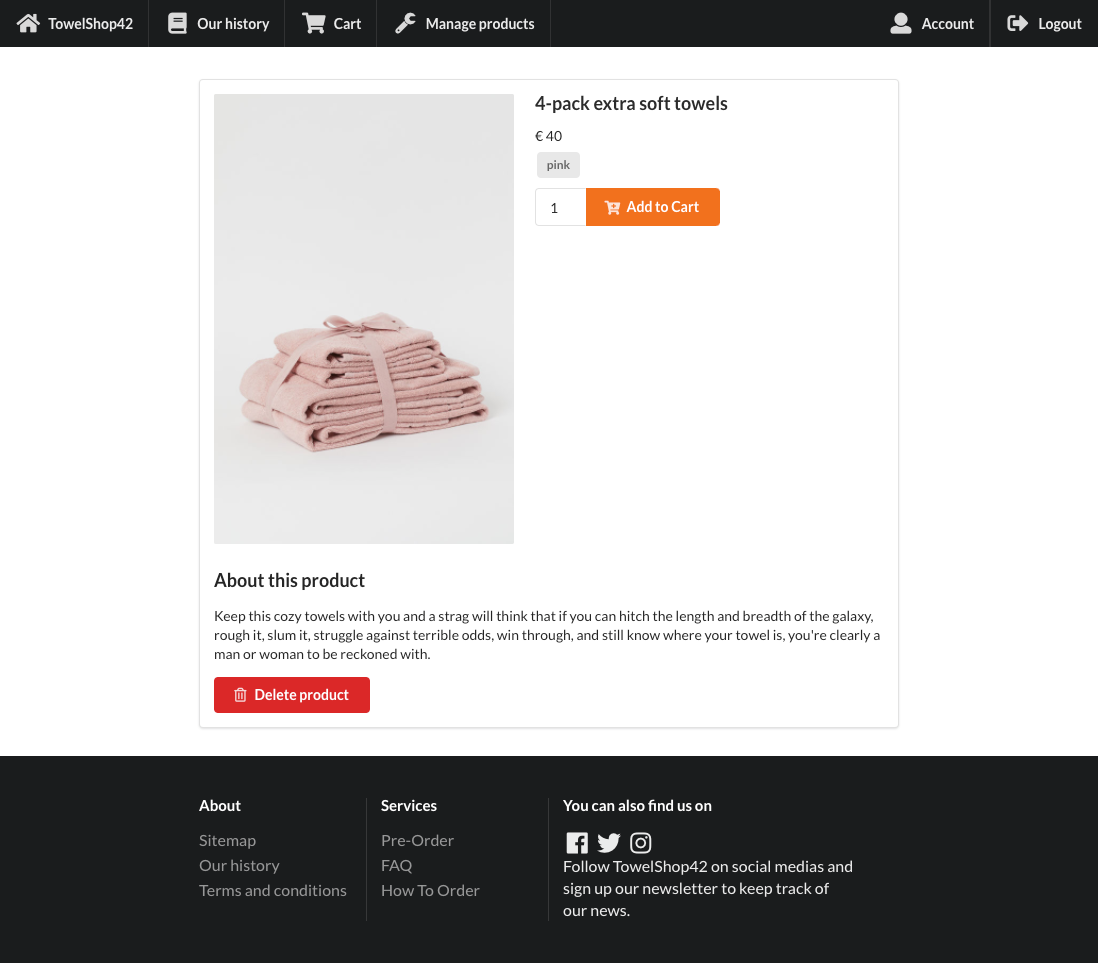 TowelShop42
Our history
Cart
Manage products
Account
Logout
4-pack extra soft towels
€ 40
pink
1
Add to Cart
About this product
Keep this cozy towels with you and a strag will think that if you can hitch the length and breadth of the galaxy,
rough it, slum it, struggle against terrible odds, win through, and still know where your towel is, you're clearly a
man or woman to be reckoned with.
Delete product
About
Sitemap
Our history
Terms and conditions
Services
Pre-Order
FAQ
How To Order
You can also find us on
Follow TowelShop42 on social medias and
sign up our newsletter to keep track of
our news.